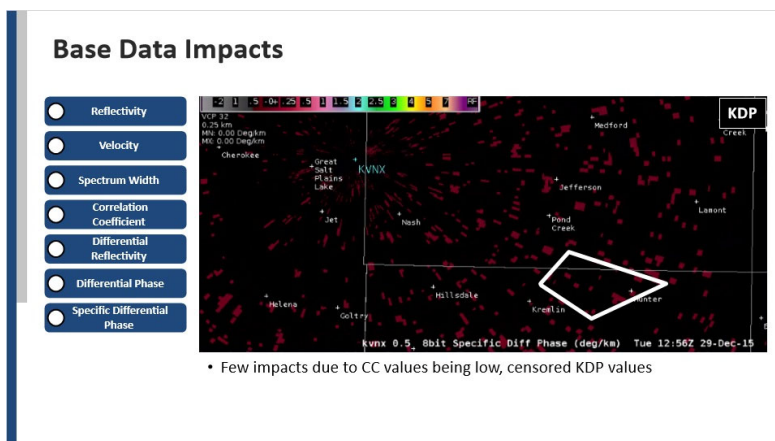 Base Data Impacts
Reflectivity
Velocity
Spectrum Width
Correlation
Coefficient
Differential
Reflectivity
Differential Phase
Specific Differential
Phase
-2 1 .5 -0+ .25 .5 1 1.5 2 2.5 3 4 5 7 RF
VCP 32
0.25 km
MN: 0.00 Deg/km
MX: 0.00 Deg/km
KDP
Medford
Creek
Cherokee
Great
Salt
Plains
Lake
KVNX
Jefferson
Lamont
Jet
Nash
Pond
Creek
Helena
Hillsdale
Hunter
Goltry
Kremlin
kvnx 0.5 8bit Specific Diff Phase (deg/km) Tue 12:56Z 29-Dec-15
• Few impacts due to CC values being low, censored KDP values